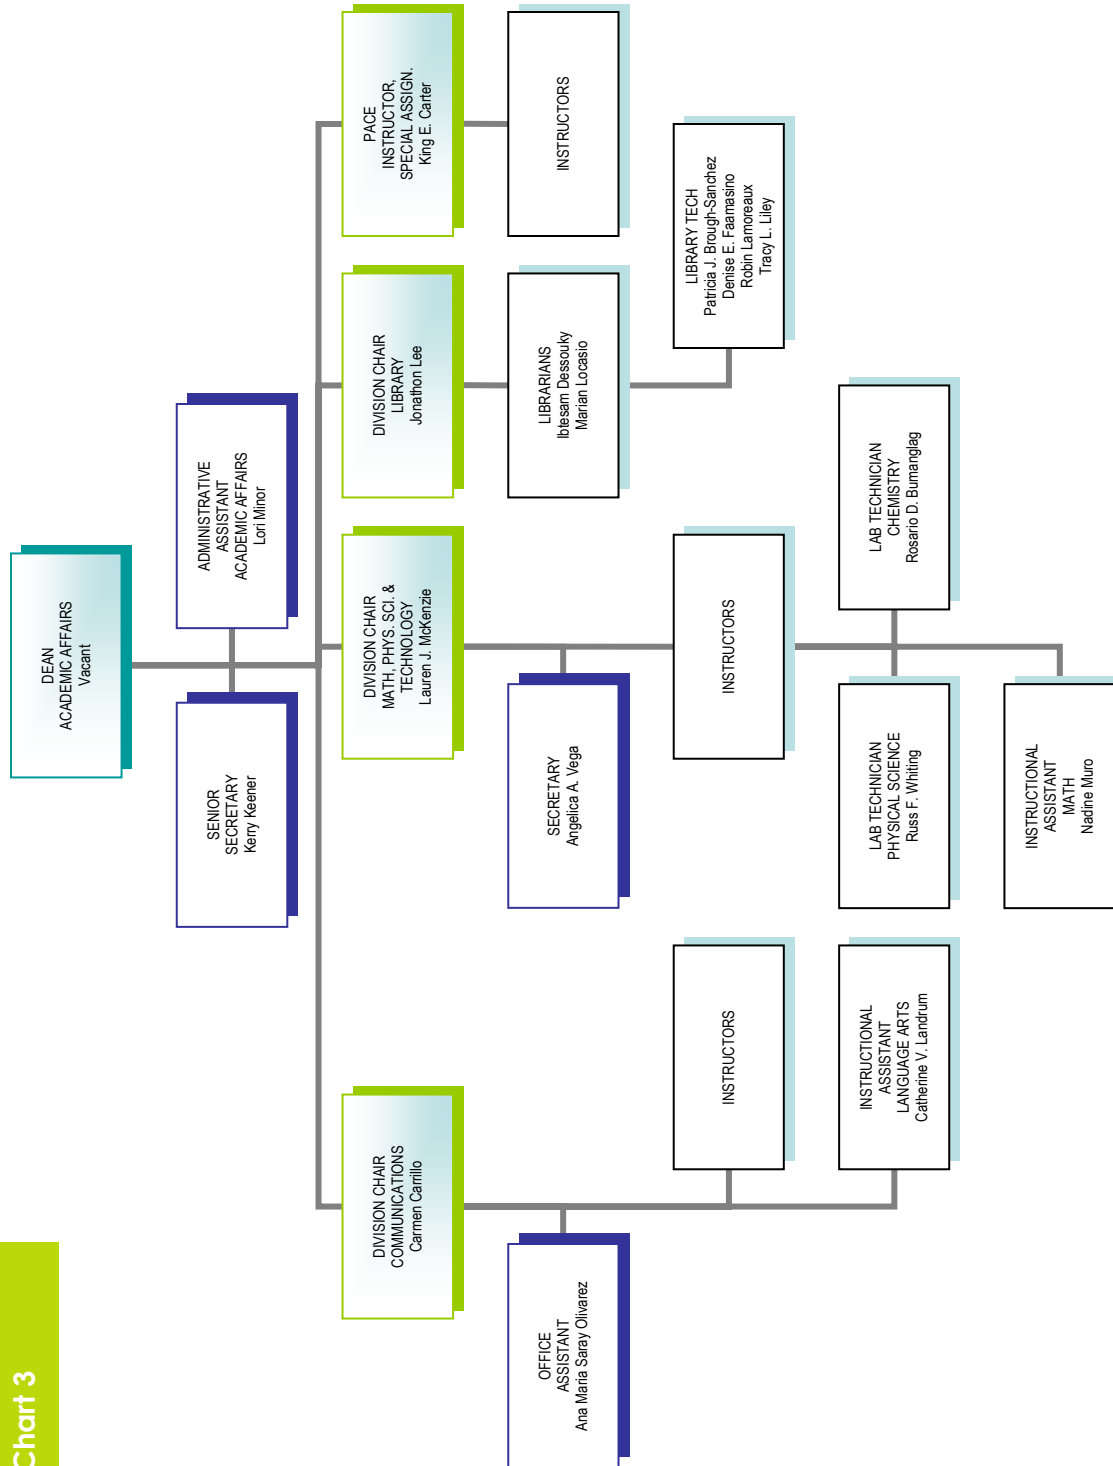 Chart 3
DEAN
ACADEMIC AFFAIRS
Vacant
SENIOR
SECRETARY
Kerry Keener
ADMINISTRATIVE
ASSISTANT
ACADEMIC AFFAIRS
Lori Minor
DIVISION CHAIR
COMMUNICATIONS
Carmen Carrillo
DIVISION CHAIR
MATH, PHYS. SCI. &
TECHNOLOGY
Lauren J. McKenzie
DIVISION CHAIR
LIBRARY
Jonathon Lee
PACE
INSTRUCTOR,
SPECIAL ASSIGN.
King E. Carter
OFFICE
ASSISTANT
Ana Maria Saray Olivarez
SECRETARY
Angelica A. Vega
LIBRARIANS
Ibtesam Dessouky
Marian Locasio
INSTRUCTORS
INSTRUCTORS
INSTRUCTORS
LIBRARY TECH
Patricia J. Brough-Sanchez
Denise E. Faamasino
Robin Lamoreaux
Tracy L. Liley
INSTRUCTIONAL
ASSISTANT
LANGUAGE ARTS
Catherine V. Landrum
LAB TECHNICIAN
PHYSICAL SCIENCE
Russ F. Whiting
LAB TECHNICIAN
CHEMISTRY
Rosario D. Bumanglag
INSTRUCTIONAL
ASSISTANT
MATH
Nadine Muro